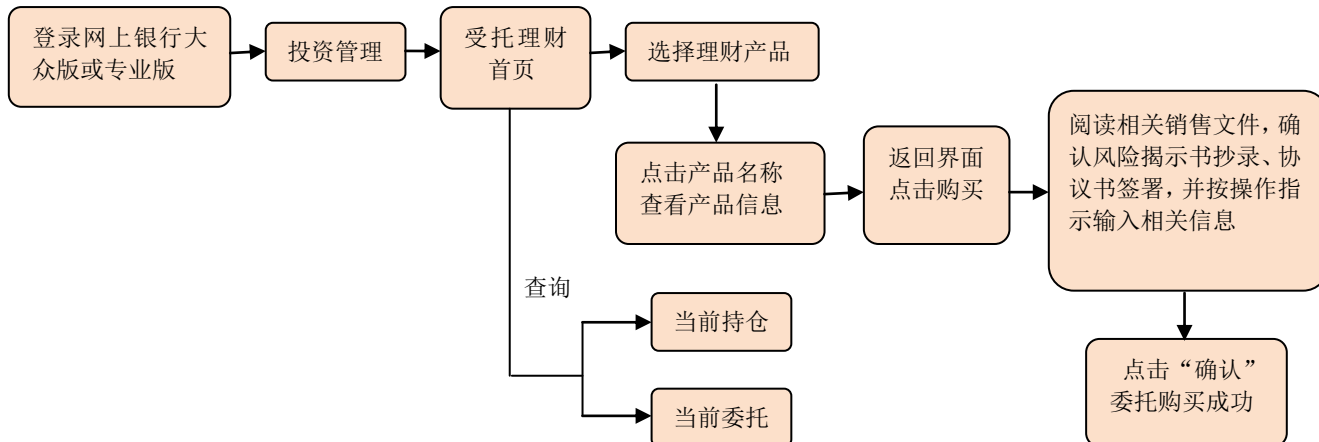 登录网上银行大
众版或专业版
投资管理
受托理财
首页
选择理财产品
点击产品名称
查看产品信息
返回界面
点击购买
阅读相关销售文件，确
认风险揭示书抄录、协
议书签署，并按操作指
示输入相关信息
点击“确认”
委托购买成功
查询
当前持仓
当前委托